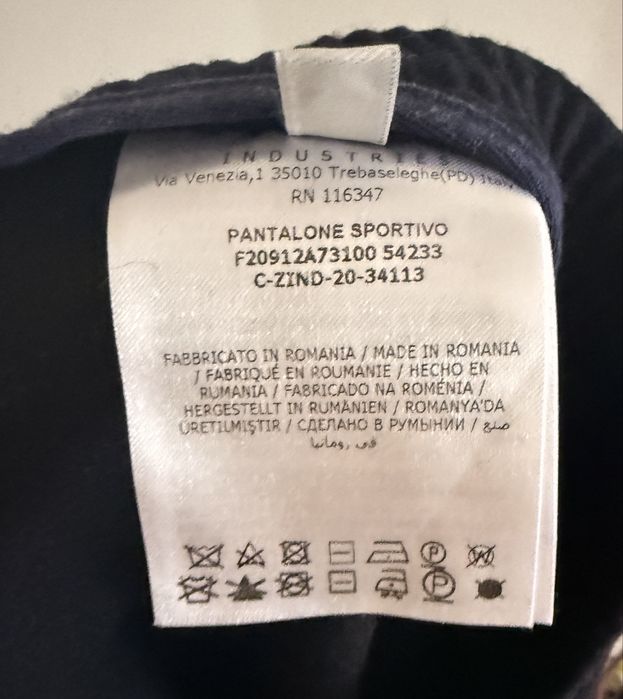 INDUSTRIES
Via Venezia,1 35010 Trebaseleghe(PD) Italy
RN 116347
PANTALONE SPORTIVO
F20912A73100 54233
C-ZIND-20-34113
FABBRICATO IN ROMANIA / MADE IN ROMANIA
/ FABRIQUÉ EN ROUMANIE / HECHO EN
RUMANIA / FABRICADO NA ROMÉNIA /
HERGESTELLT IN RUMÄNIEN / ROMANYA'DA
ÜRETILMIŞTIR / СДЕЛАНО В РУМЫНИИ / صنع
في رومانيا
P W
P